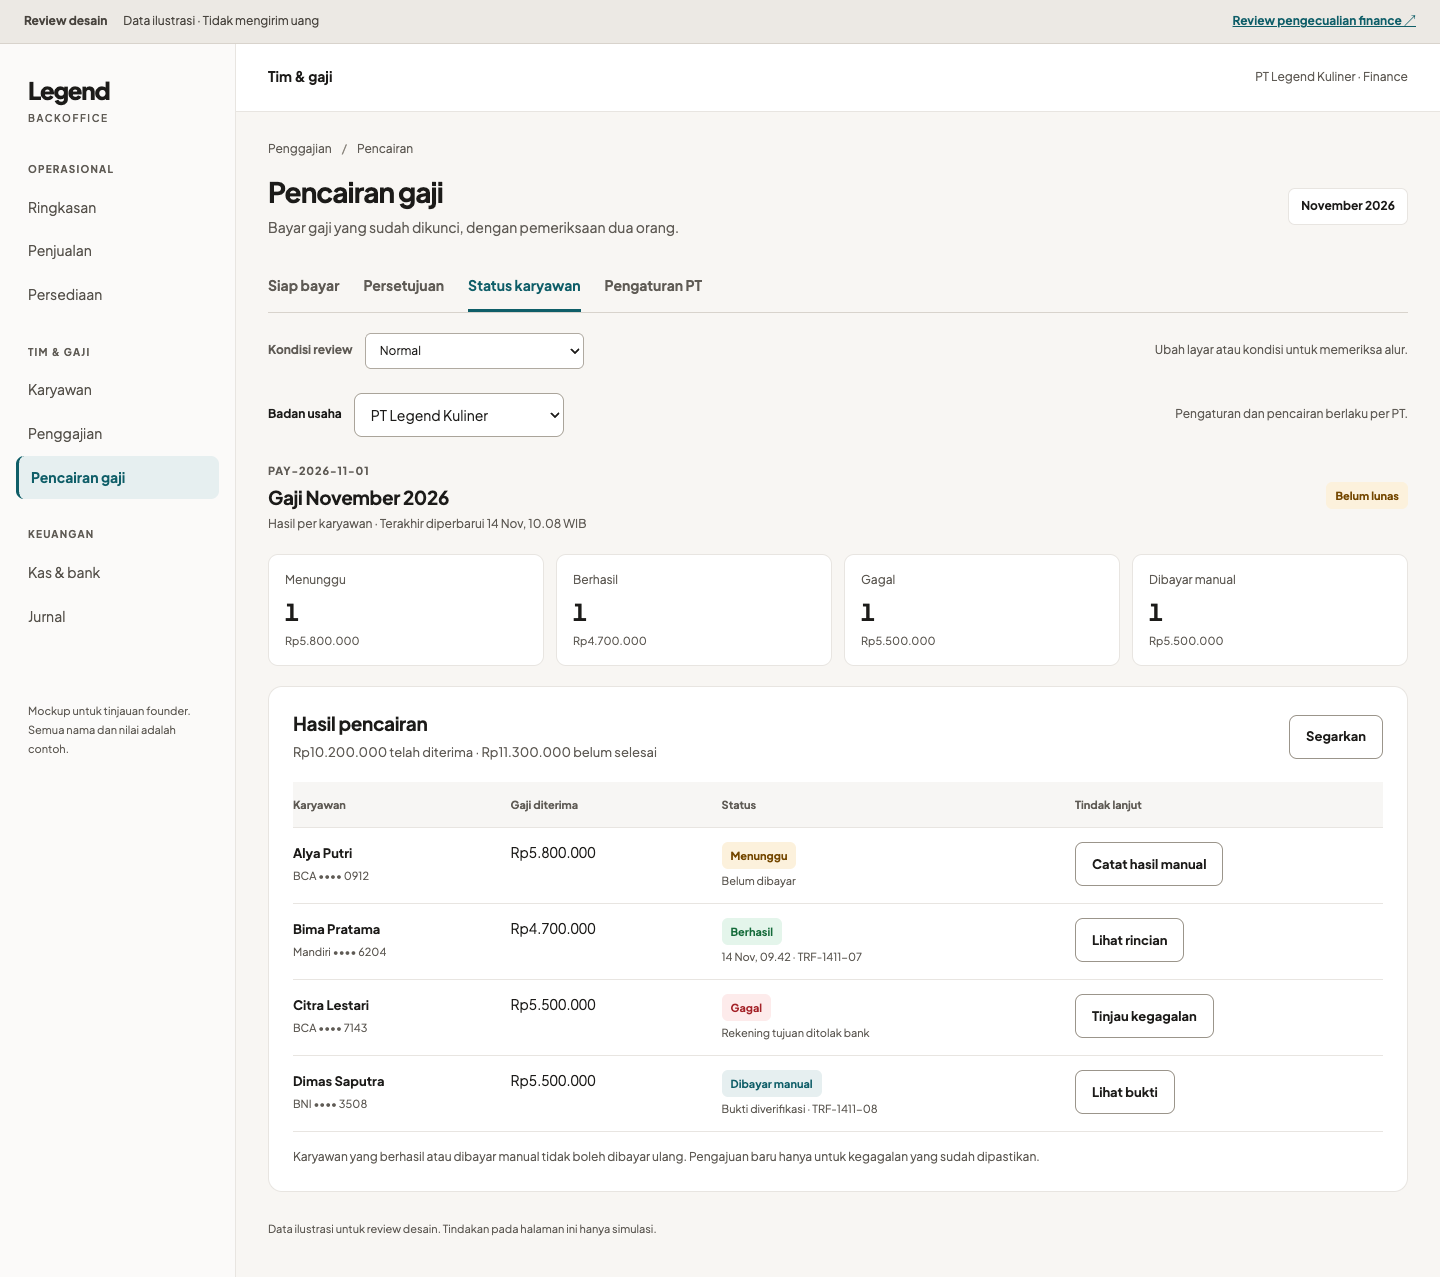 Review desain Data ilustrasi · Tidak mengirim uang Review pengecualian finance ↗
Legend
BACKOFFICE
OPERASIONAL
Ringkasan
Penjualan
Persediaan
TIM & GAJI
Karyawan
Penggajian
Pencairan gaji
KEUANGAN
Kas & bank
Jurnal
Mockup untuk tinjauan founder.
Semua nama dan nilai adalah
contoh.
Tim & gaji PT Legend Kuliner · Finance
Penggajian / Pencairan
Pencairan gaji
Bayar gaji yang sudah dikunci, dengan pemeriksaan dua orang.
November 2026
Siap bayar Persetujuan Status karyawan Pengaturan PT
Kondisi review Normal Ubah layar atau kondisi untuk memeriksa alur.
Badan usaha PT Legend Kuliner Pengaturan dan pencairan berlaku per PT.
PAY-2026-11-01
Gaji November 2026
Hasil per karyawan · Terakhir diperbarui 14 Nov, 10.08 WIB
Belum lunas
Menunggu
1
Rp5.800.000
Berhasil
1
Rp4.700.000
Gagal
1
Rp5.500.000
Dibayar manual
1
Rp5.500.000
Hasil pencairan
Rp10.200.000 telah diterima · Rp11.300.000 belum selesai
Segarkan
Karyawan Gaji diterima Status Tindak lanjut
Alya Putri Rp5.800.000 Menunggu Catat hasil manual
BCA •••• 0912 Belum dibayar
Bima Pratama Rp4.700.000 Berhasil Lihat rincian
Mandiri •••• 6204 14 Nov, 09.42 · TRF-1411-07
Citra Lestari Rp5.500.000 Gagal Tinjau kegagalan
BCA •••• 7143 Rekening tujuan ditolak bank
Dimas Saputra Rp5.500.000 Dibayar manual Lihat bukti
BNI •••• 3508 Bukti diverifikasi · TRF-1411-08
Karyawan yang berhasil atau dibayar manual tidak boleh dibayar ulang. Pengajuan baru hanya untuk kegagalan yang sudah dipastikan.
Data ilustrasi untuk review desain. Tindakan pada halaman ini hanya simulasi.